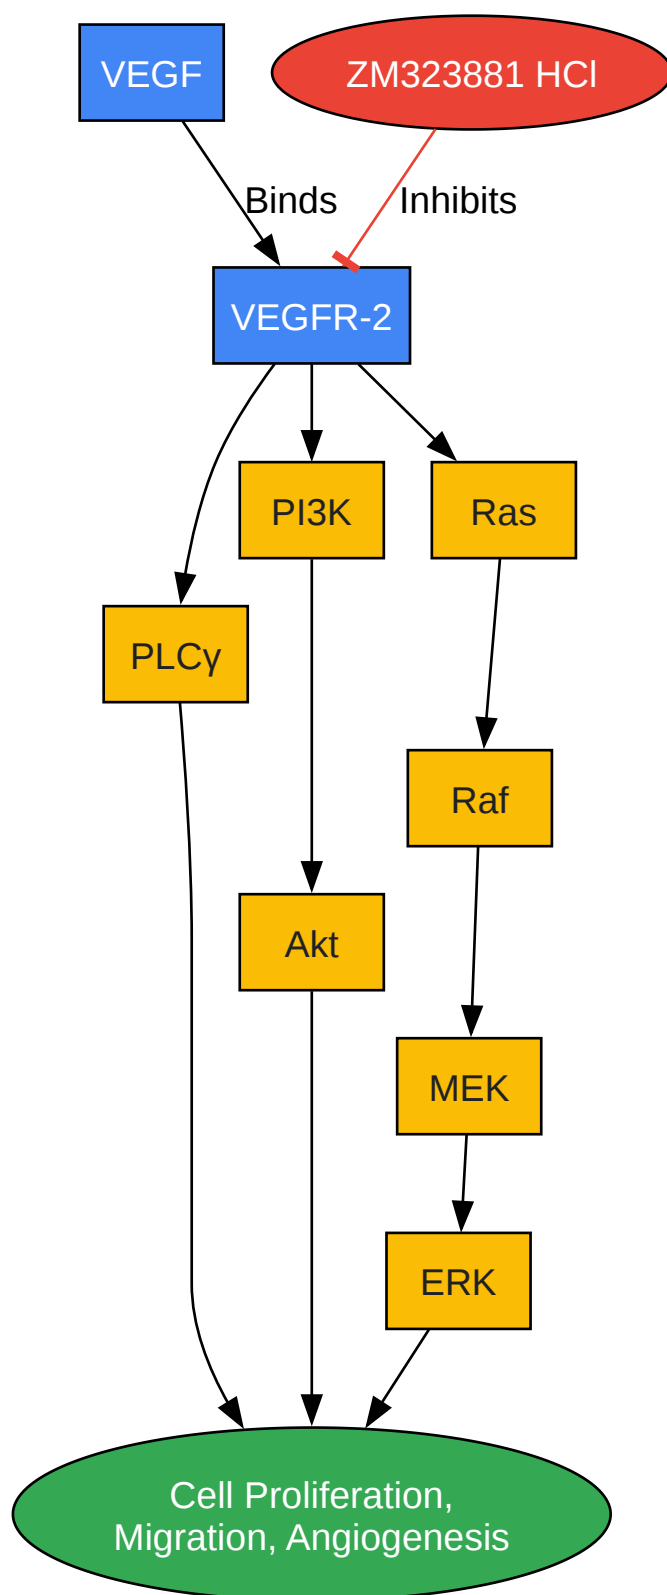 VEGF
ZM323881 HCl
Binds
Inhibits
VEGFR-2
PI3K
Ras
PLCγ
Raf
Akt
MEK
ERK
Cell Proliferation,
Migration, Angiogenesis